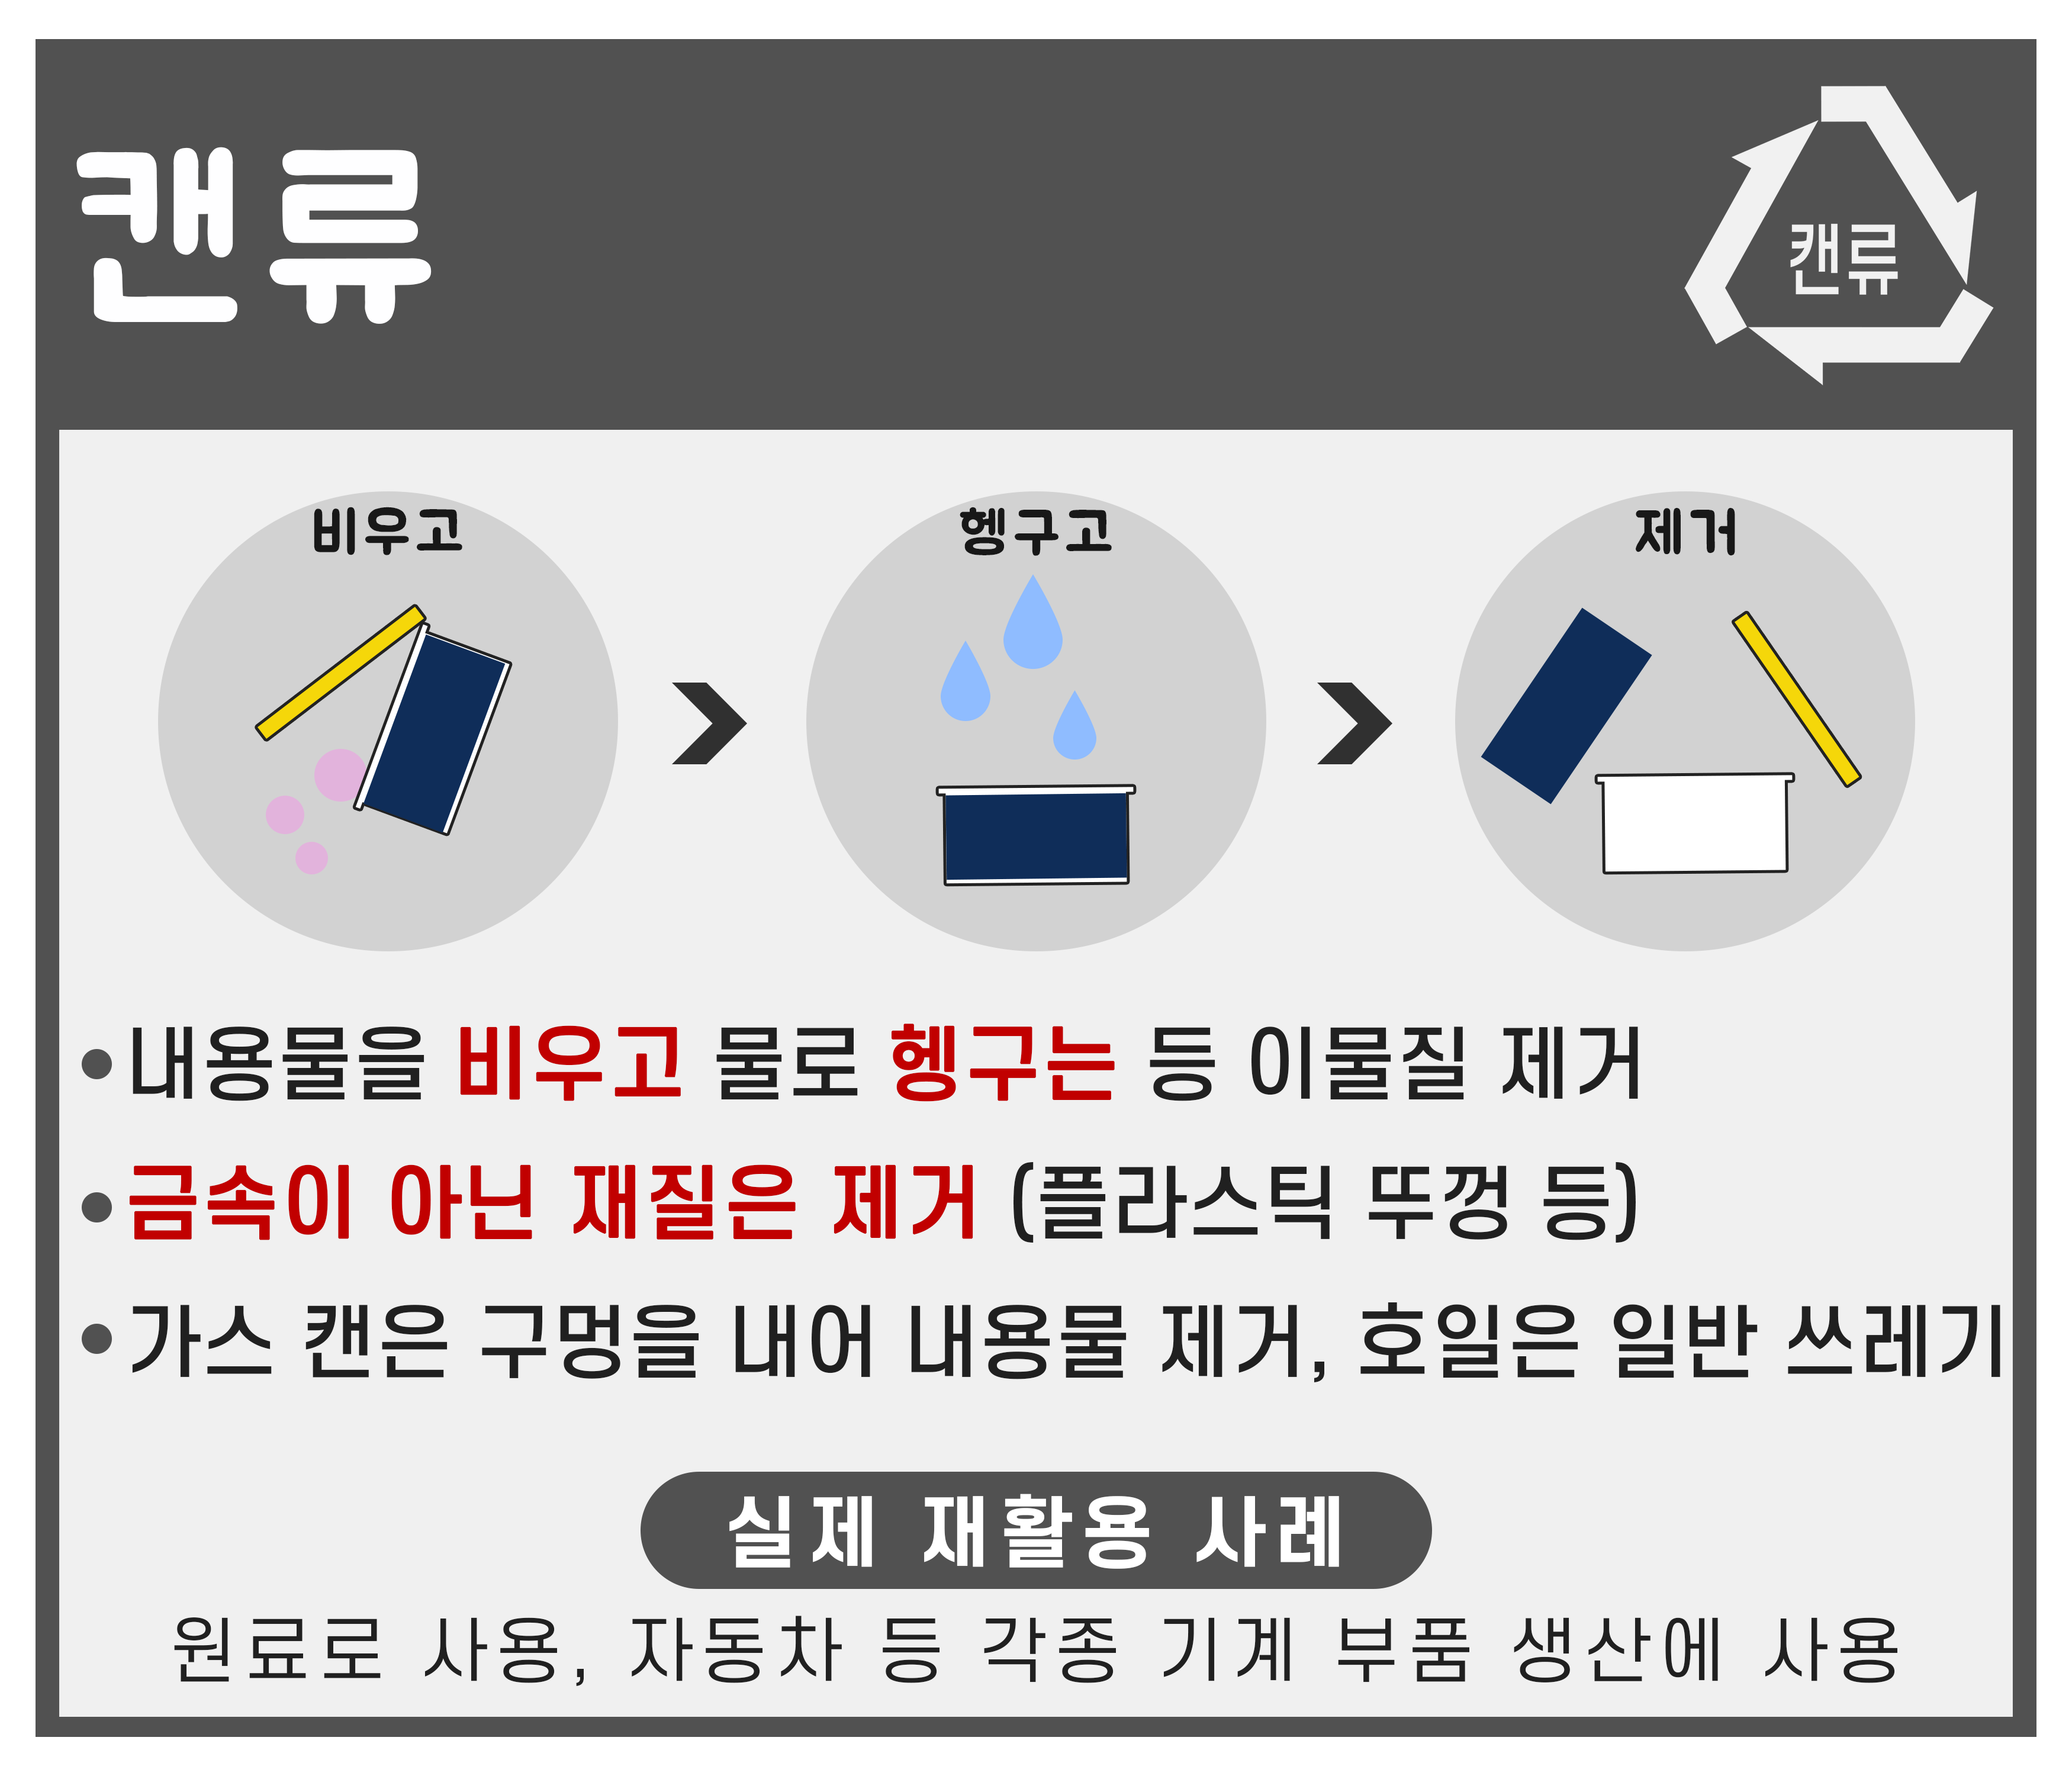 캔류
캔류
비우고
헹구고
제거
내용물을 비우고 물로 헹구는 등 이물질 제거
금속이 아닌 재질은 제거 (플라스틱 뚜껑 등)
가스 캔은 구멍을 내어 내용물 제거, 호일은 일반 쓰레기
실제 재활용 사례
원료로 사용, 자동차 등 각종 기계 부품 생산에 사용